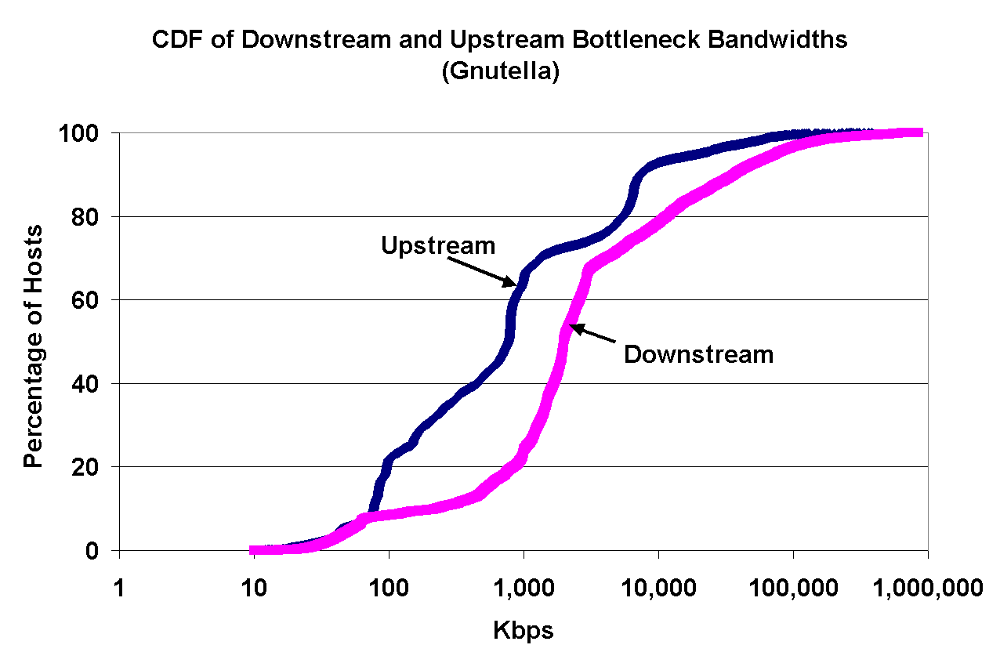 CDF of Downstream and Upstream Bottleneck Bandwidths
(Gnutella)
Percentage of Hosts
100
80
60
40
20
0
Upstream
Downstream
1 10 100 1,000 10,000 100,000 1,000,000
Kbps